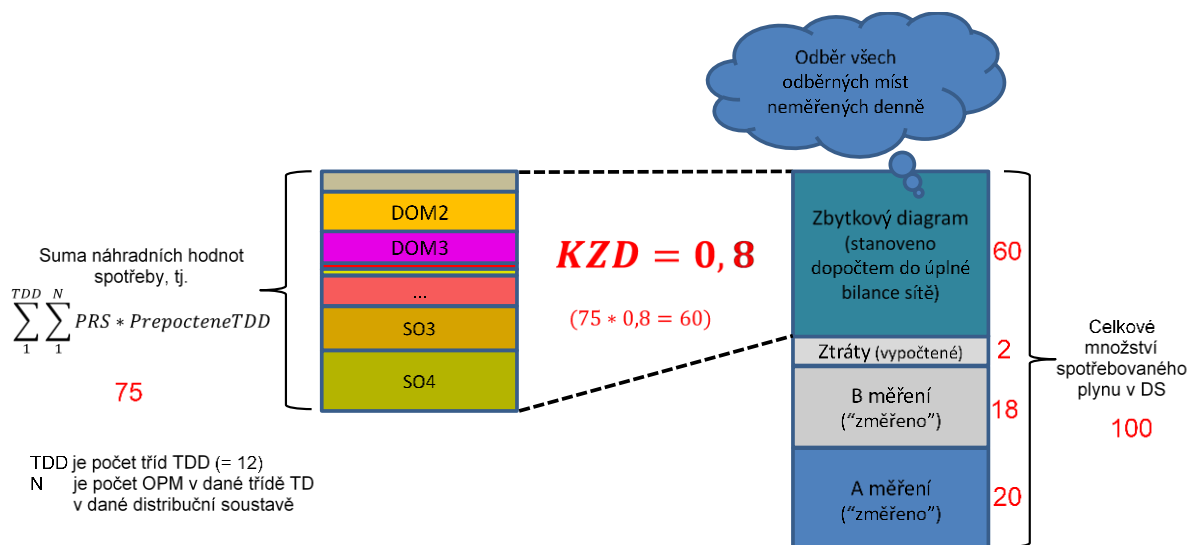 Odběr všech
odběrných míst
neměřených denně
Suma náhradních hodnot
spotřeby, tj.
TDD N
∑ ∑ PRS * PrepocteneTDD
1 1
75
DOM2
DOM3
...
SO3
SO4
KZD = 0,8
(75 * 0,8 = 60)
Zbytkový diagram
(stanoveno
dopočtem do úplné
bilance sítě)
60
Ztráty (vypočtené)
2
B měření
("změřeno")
18
A měření
("změřeno")
20
Celkové
množství
spotřebovaného
plynu v DS
100
TDD je počet tříd TDD (= 12)
N je počet OPM v dané třídě TD
v dané distribuční soustavě